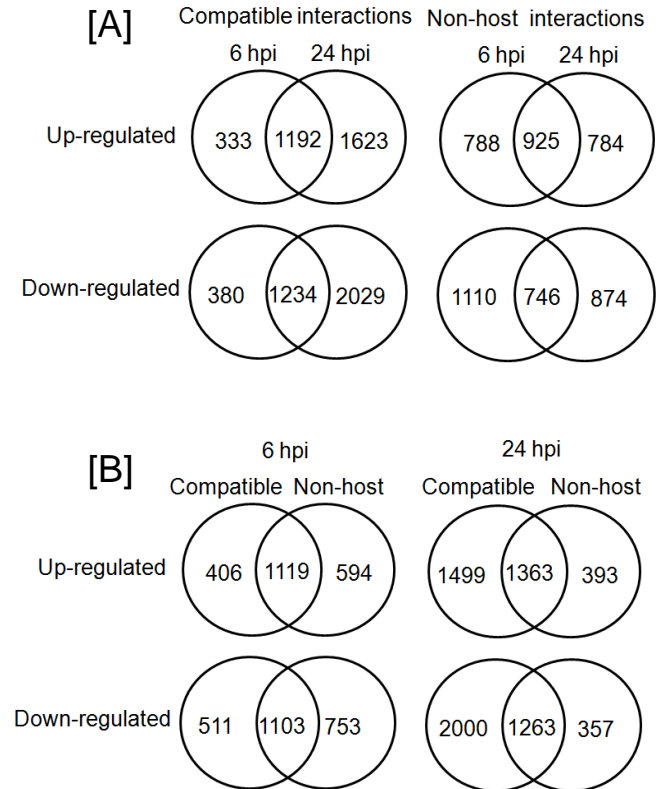 [A]
Compatible interactions Non-host interactions
6 hpi 24 hpi 6 hpi 24 hpi
Up-regulated 333 1192 1623 788 925 784
Down-regulated 380 1234 2029 1110 746 874
[B]
6 hpi 24 hpi
Compatible Non-host Compatible Non-host
Up-regulated 406 1119 594 1499 1363 393
Down-regulated 511 1103 753 2000 1263 357